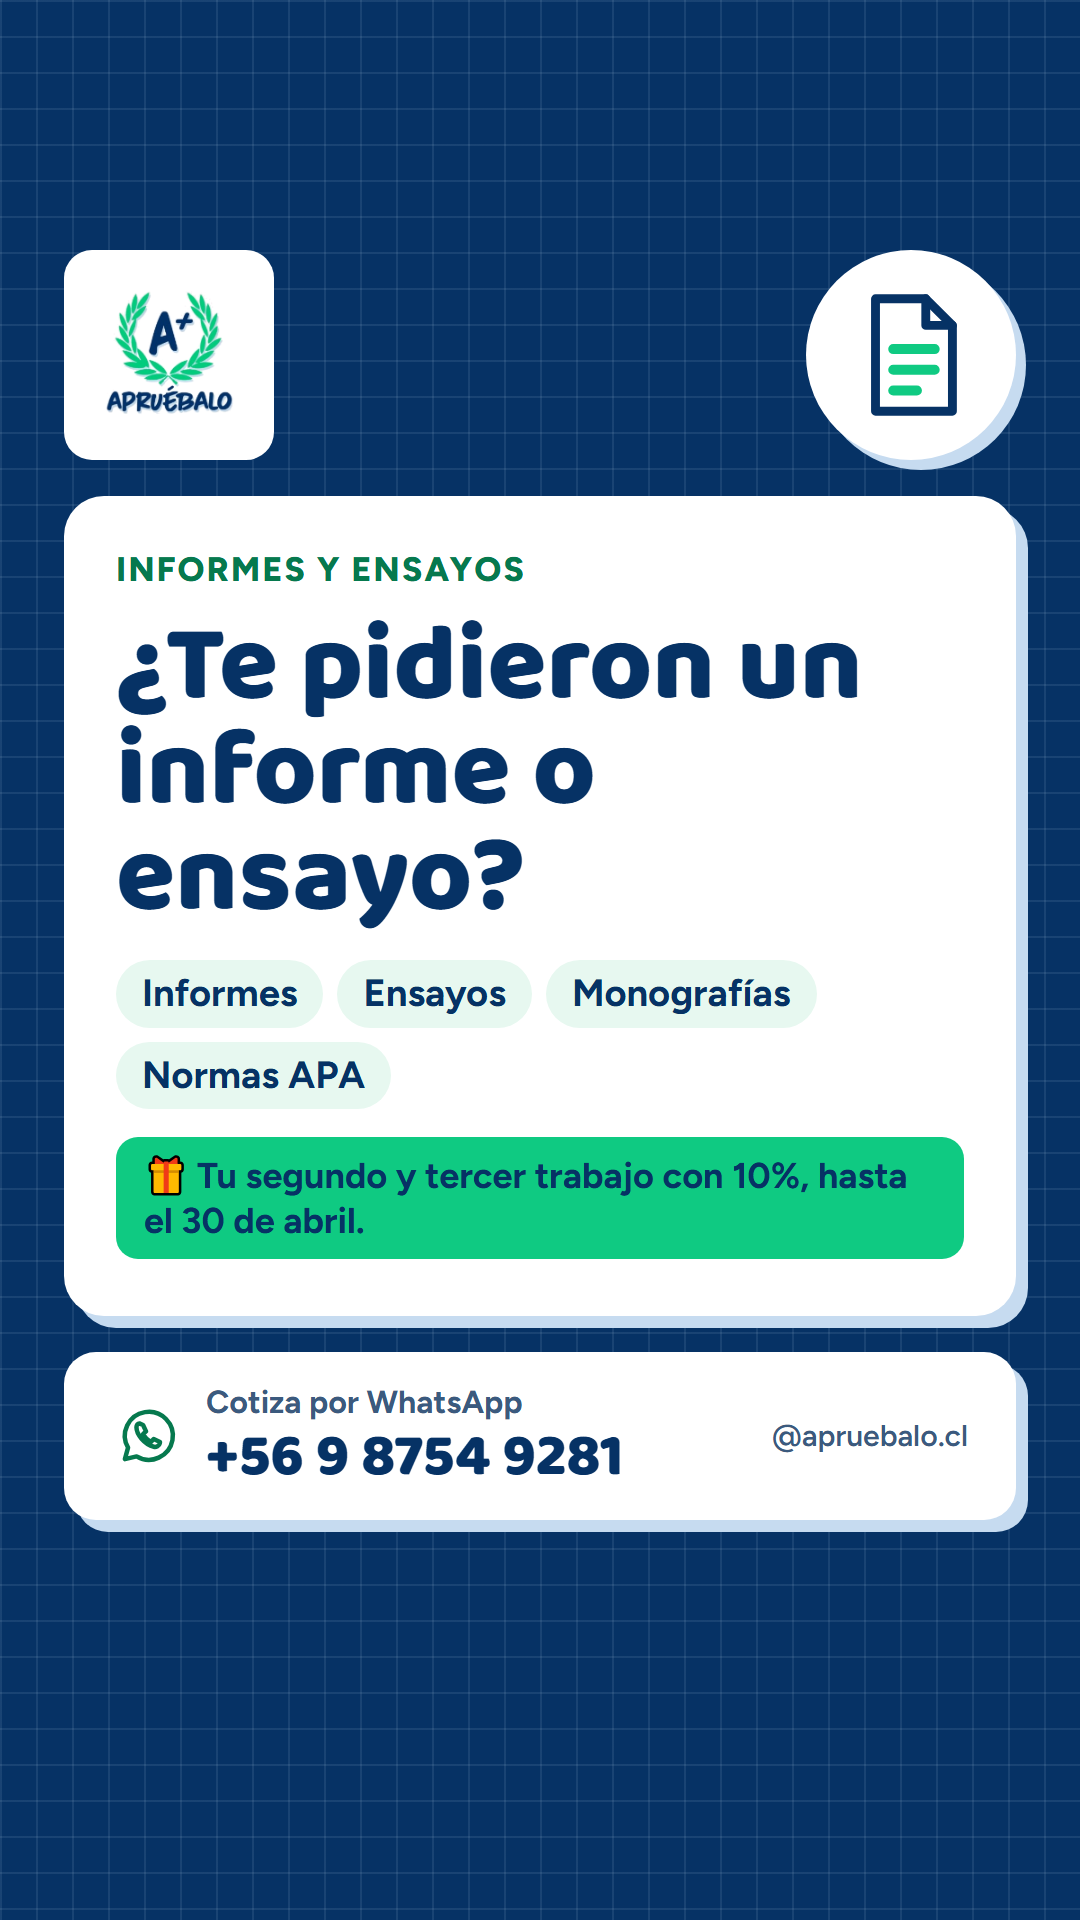 A+
APRUÉBALO
INFORMES Y ENSAYOS
¿Te pidieron un
informe o
ensayo?
Informes
Ensayos
Monografías
Normas APA
🎁 Tu segundo y tercer trabajo con 10%, hasta
el 30 de abril.
Cotiza por WhatsApp
+56 9 8754 9281
@apruebalo.cl